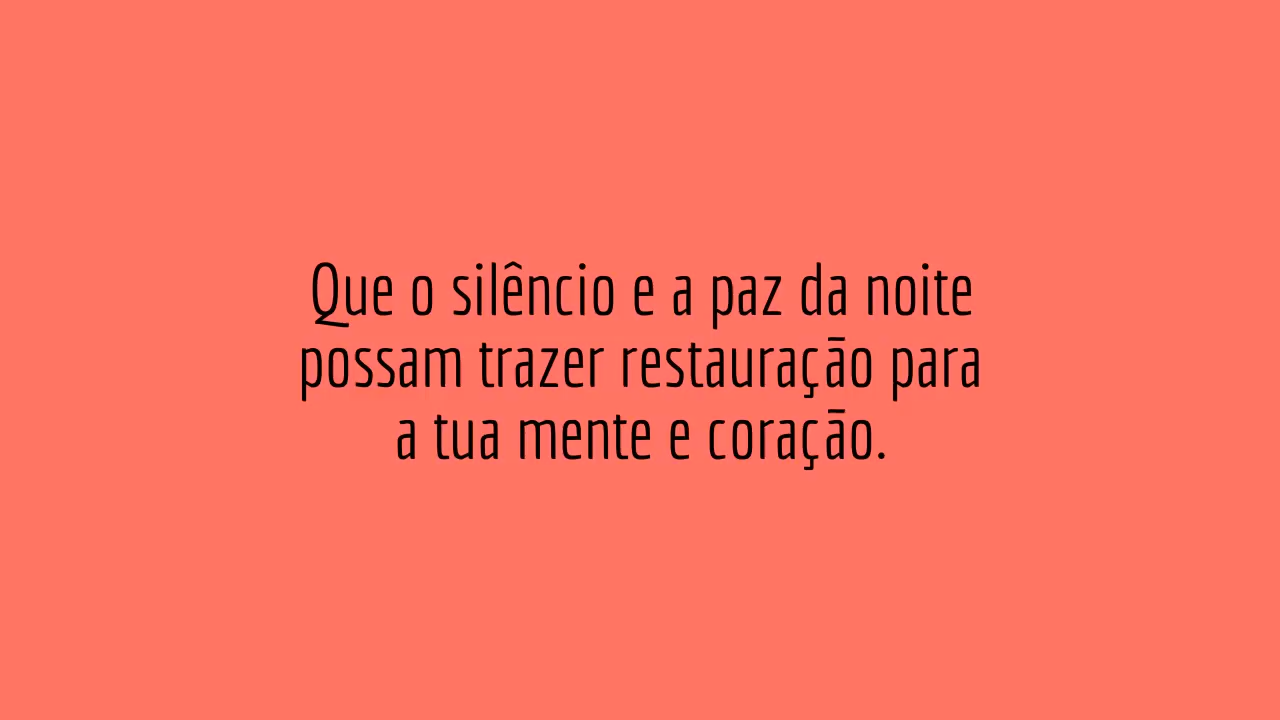 Que o silêncio e a paz da noite
possam trazer restauração para
a tua mente e coração.